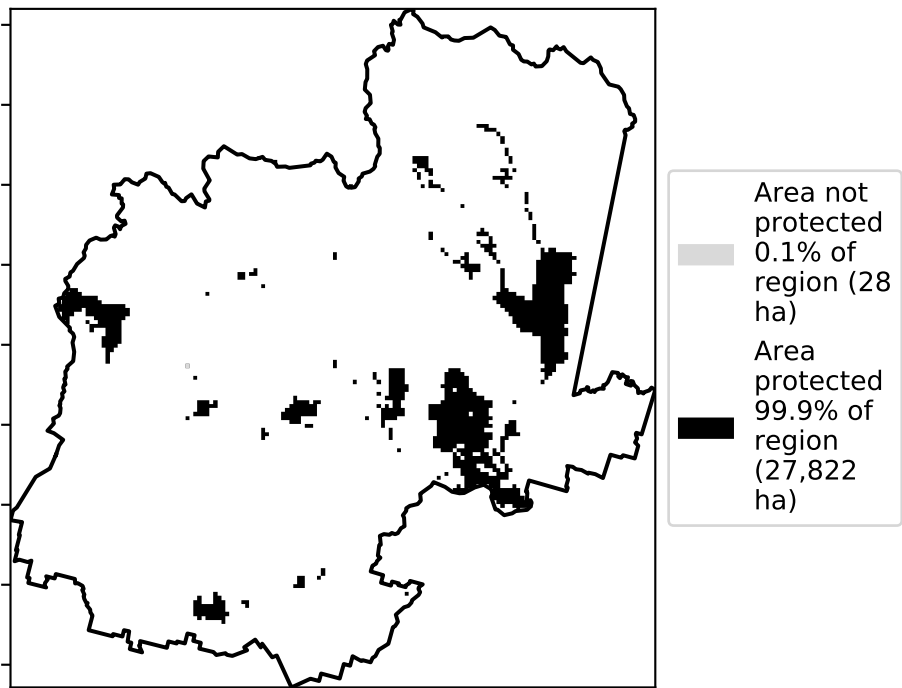 Area not
protected
0.1% of
region (28
ha)
Area
protected
99.9% of
region
(27,822
ha)